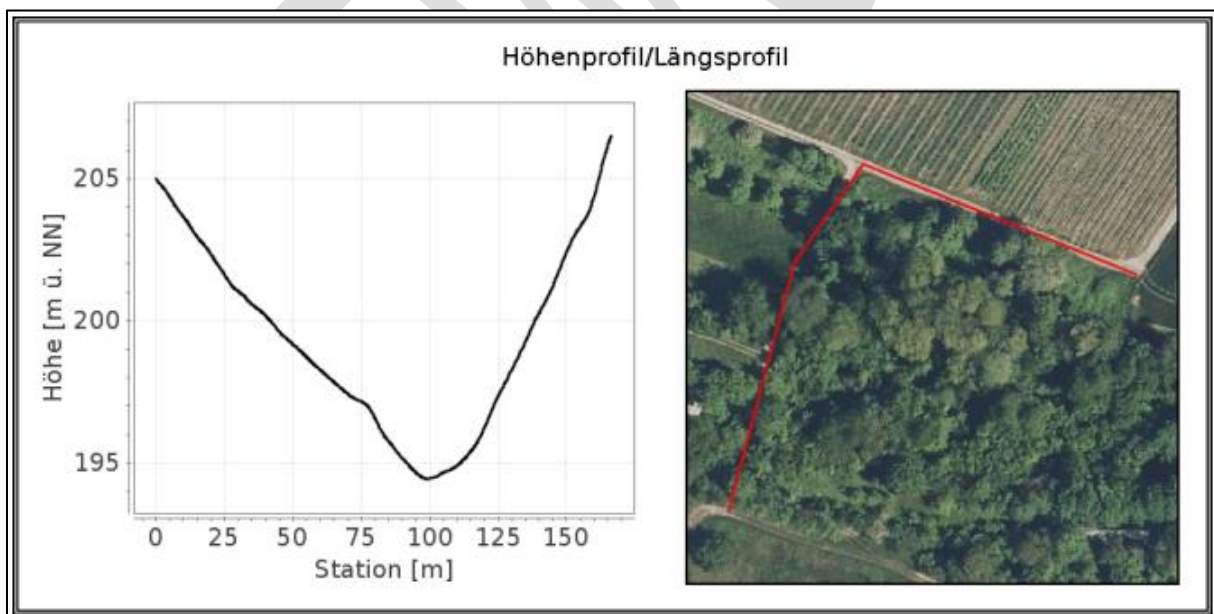 Höhenprofil/Längsprofil
Höhe [m ü. NN]
205
200
195
0 25 50 75 100 125 150
Station [m]